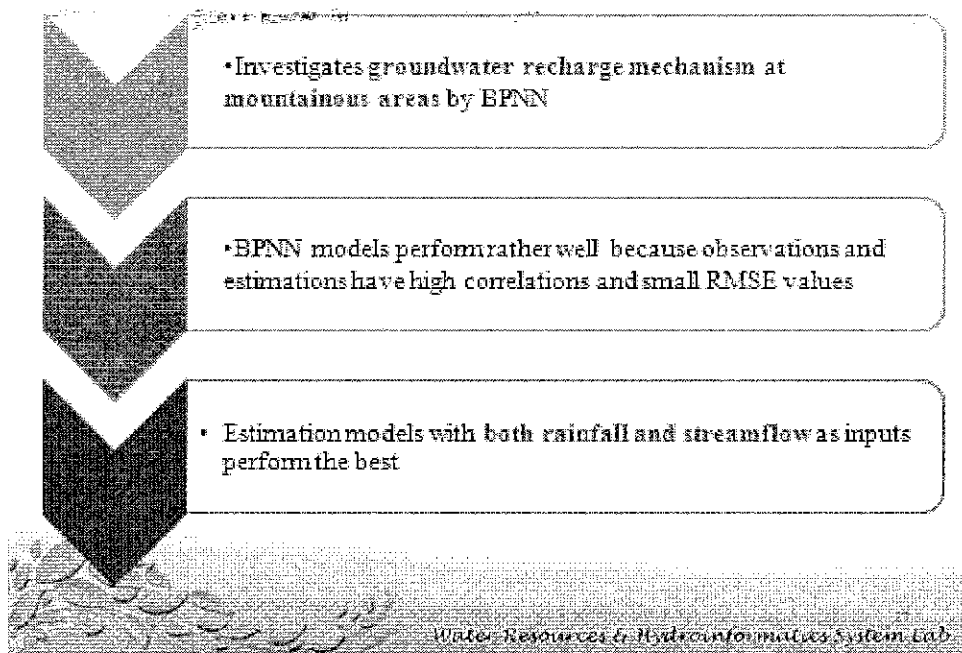 •Investigates groundwater recharge mechanism at
mountainous areas by BPNN
•BPNN models perform rather well because observations and
estimations have high correlations and small RMSE values
• Estimation models with both rainfall and streamflow as inputs
perform the best
Water Resources & Hydroinformatics System Lab